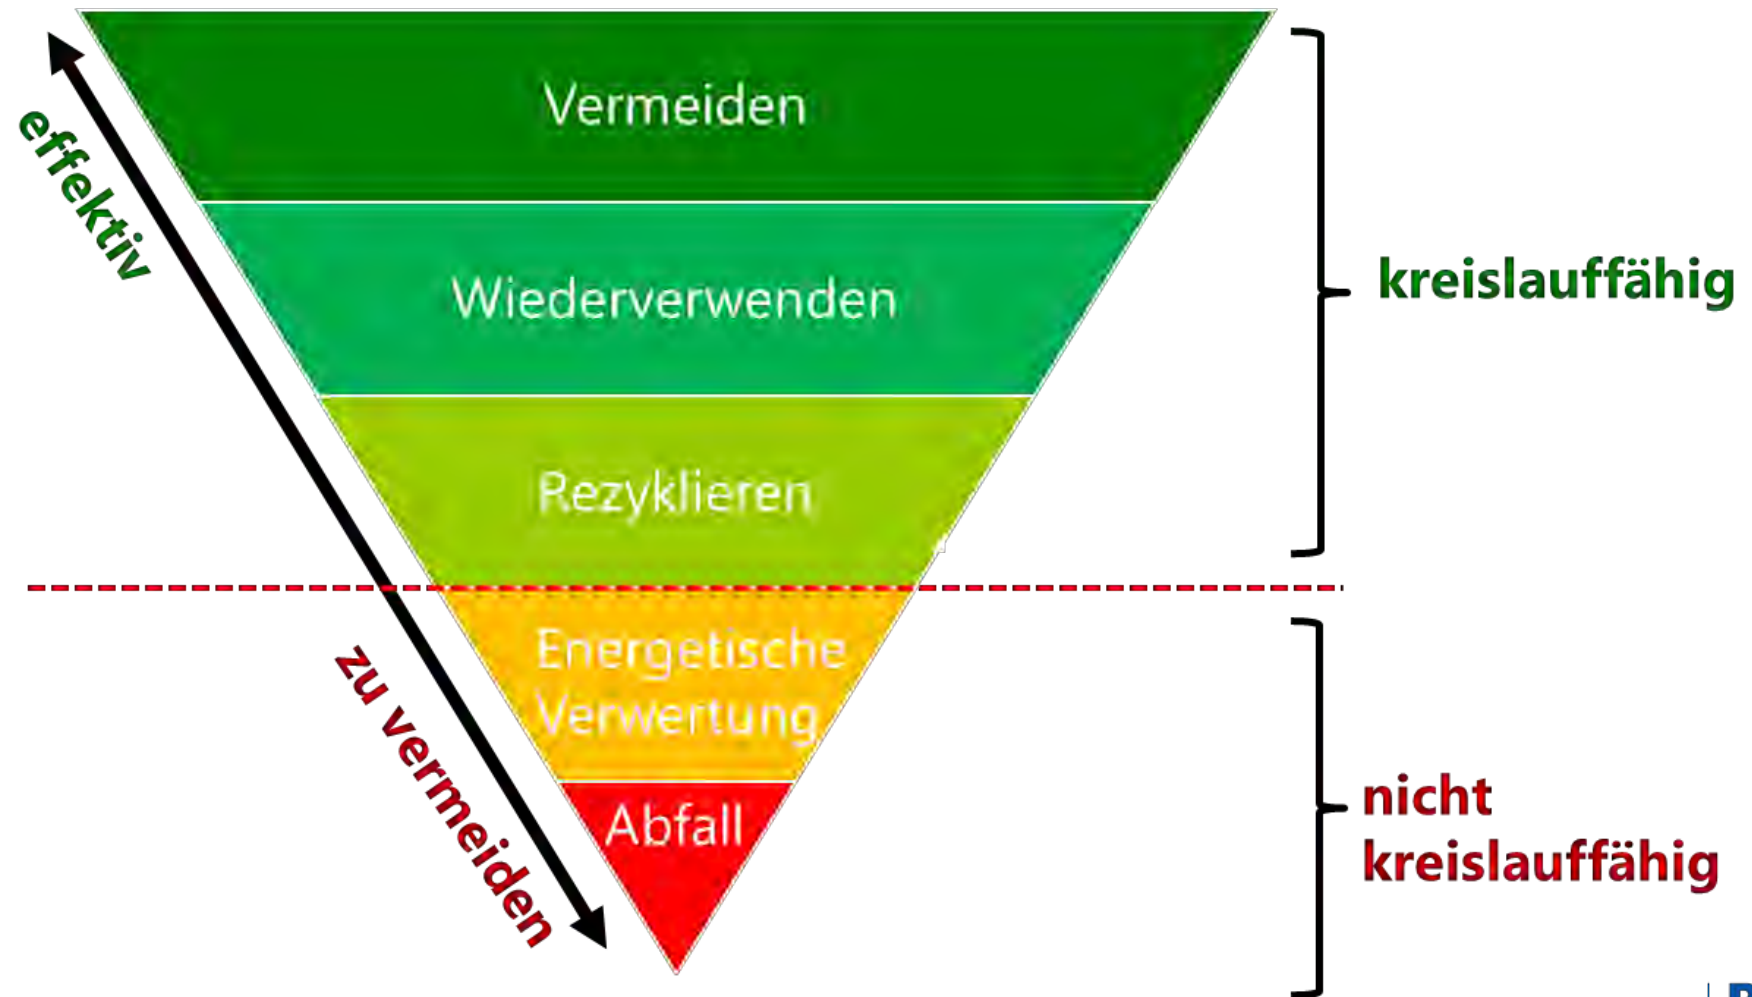 Vermeiden
effektiv
Wiederverwenden
kreislauffähig
Rezyklieren
Energetische
Verwertung
zu vermeiden
Abfall
nicht
kreislauffähig